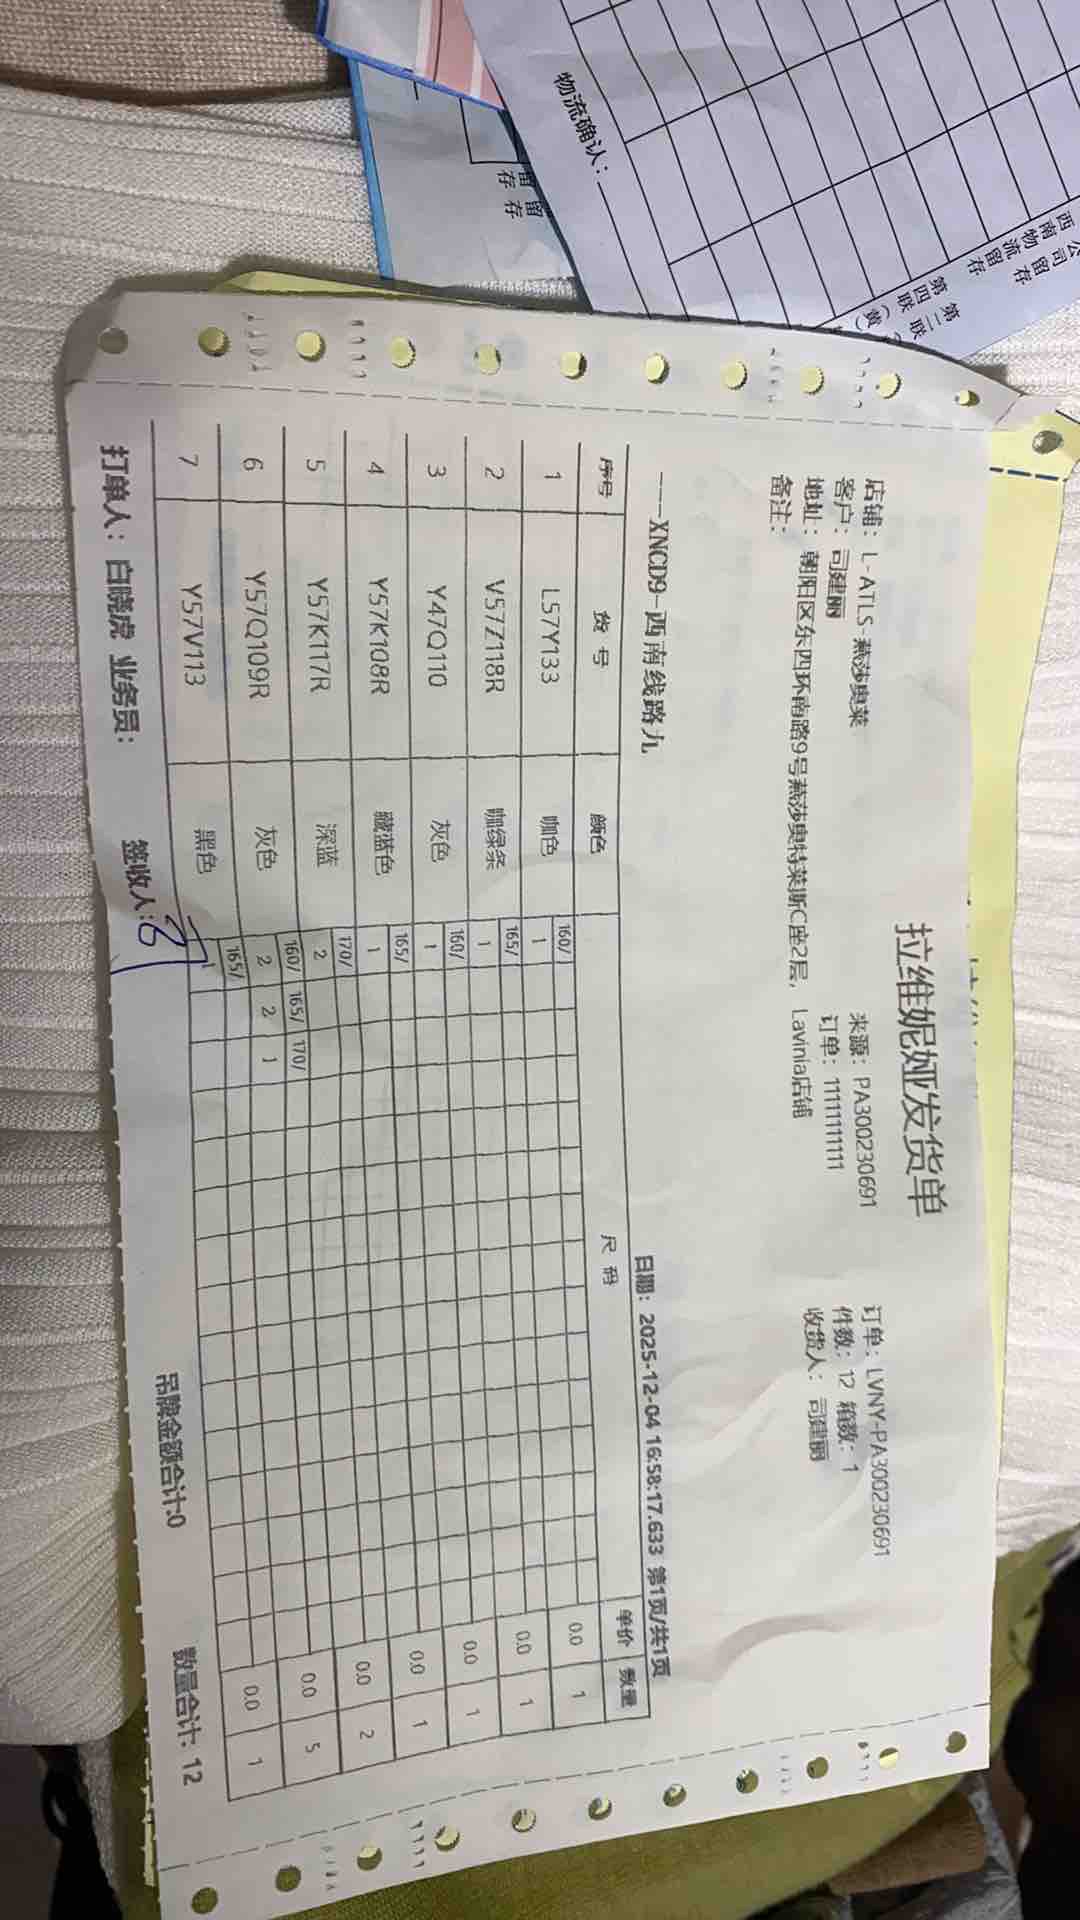 物流确认：
公司留存
西南物流留存
第三联
第四联（黄
留存
留存
拉维妮娅发货单
店铺：L-ATLS-燕莎奥莱 来源：PA300230691 订单：LVNY-PA300230691
客户：司建丽 订单：11111111111 件数：12 箱数：1
地址：朝阳区东四环南路9号燕莎奥特莱斯C座2层，Lavinia店铺 收货人：司建丽
备注：
----XNCD9-西南线路九 日期：2025-12-04 16:58:17.633 第1页/共1页
序号 货号 颜色 尺码 单价 数量
160/
1 L57Y133 咖色 1 0.0 1
165/
2 V57Z118R 咖绿条 1 0.0 1
160/
3 Y47Q110 灰色 1 0.0 1
165/
4 Y57K108R 藏蓝色 1 0.0 1
170/
5 Y57K117R 深蓝 2 0.0 2
160/ 165/ 170/
6 Y57Q109R 灰色 2 2 1 0.0 5
165/
7 Y57V113 黑色 1 0.0 1
打单人：白晓虎 业务员： 签收人： 吊牌金额合计:0 数量合计：12